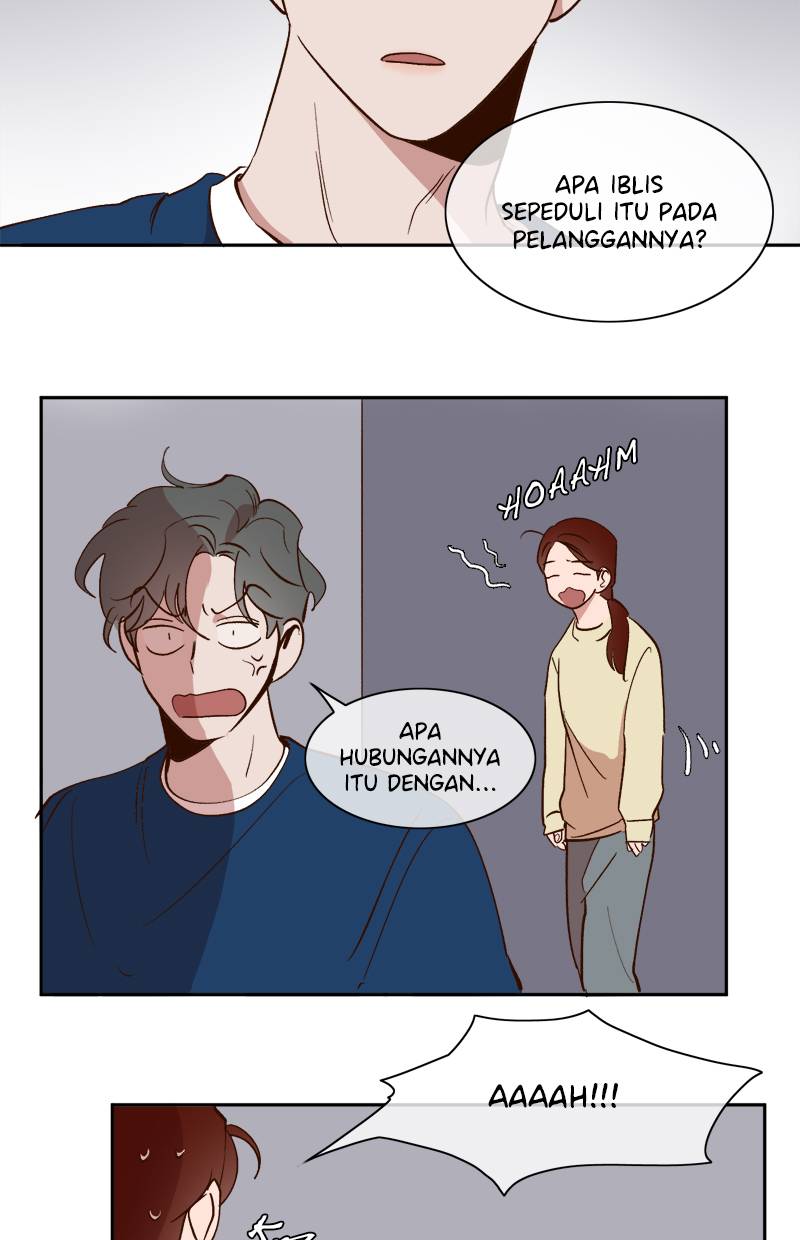 APA IBLIS
SEPEDULI ITU PADA
PELANGGANNYA?
HOAAHM
APA
HUBUNGANNYA
ITU DENGAN...
AAAAH!!!